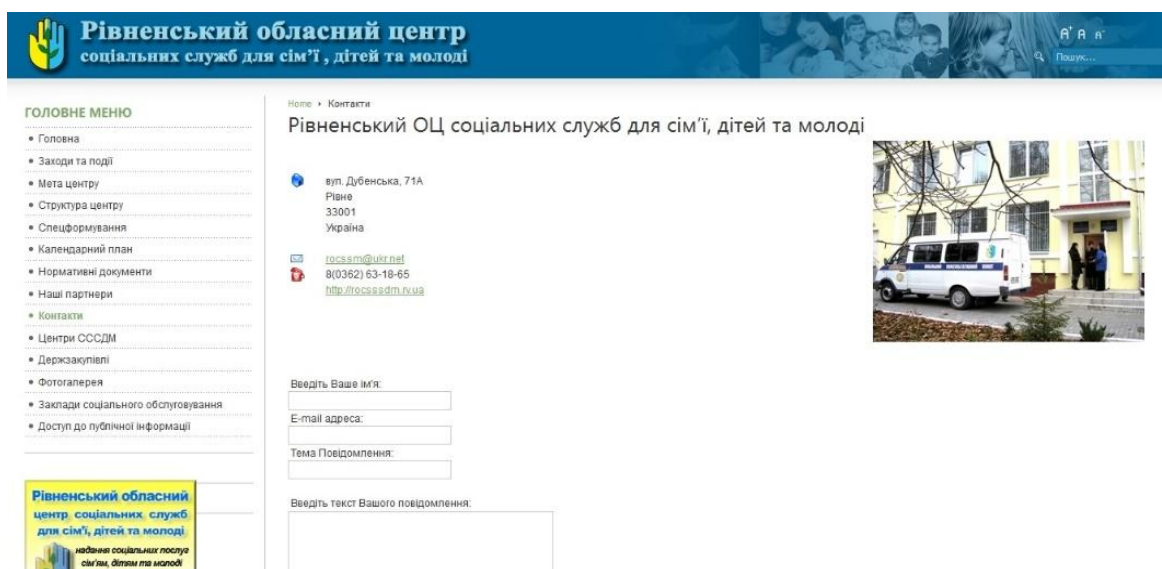 Рівненський обласний центр
соціальних служб для сім'ї , дітей та молоді
A+ A A-
Пошук...
ГОЛОВНЕ МЕНЮ
Головна
Заходи та події
Мета центру
Структура центру
Спецформування
Календарний план
Нормативні документи
Наші партнери
Контакти
Центри СССДМ
Держзакупівлі
Фотогалерея
Заклади соціального обслуговування
Доступ до публічної інформації
Рівненський обласний
центр соціальних служб
для сім'ї, дітей та молоді
надання соціальних послуг
сім'ям, дітям та молоді
Home Контакти
Рівненський ОЦ соціальних служб для сім'ї, дітей та молоді
вул. Дубенська, 71А
Рівне
33001
Україна
rocssm@ukr.net
8(0362) 63-18-65
http://rocsssdm.rv.ua
Введіть Ваше ім'я:
E-mail адреса:
Тема Повідомлення:
Введіть текст Вашого повідомлення: